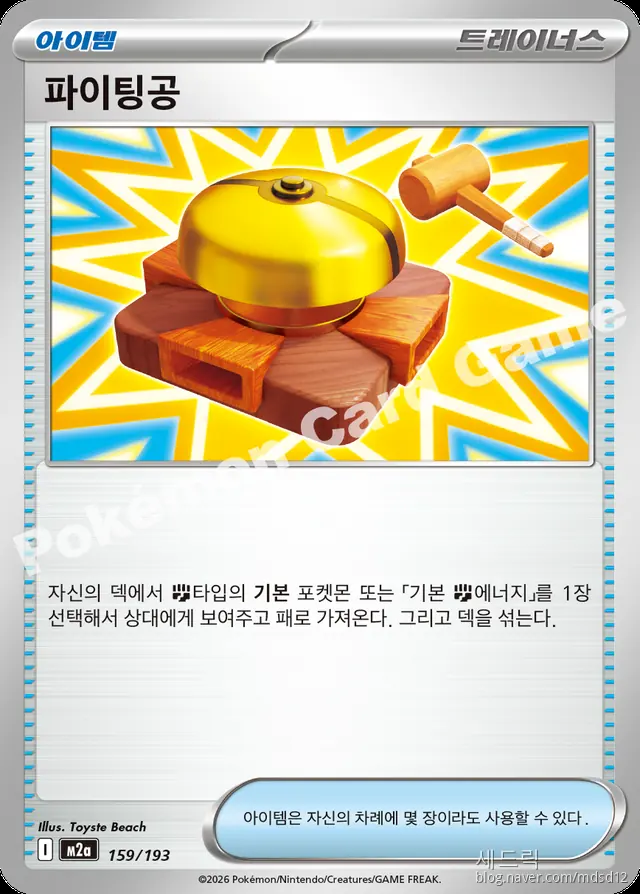 아이템
트레이너스
파이팅공
Pokémon Card Game
자신의 덱에서 타입의 기본 포켓몬 또는 「기본 에너지」를 1장
선택해서 상대에게 보여주고 패로 가져온다. 그리고 덱을 섞는다.
아이템은 자신의 차례에 몇 장이라도 사용할 수 있다.
Illus. Toyste Beach
I M2a 159/193
세드릭
blog.naver.com/mdsd12
©2026 Pokémon/Nintendo/Creatures/GAME FREAK.